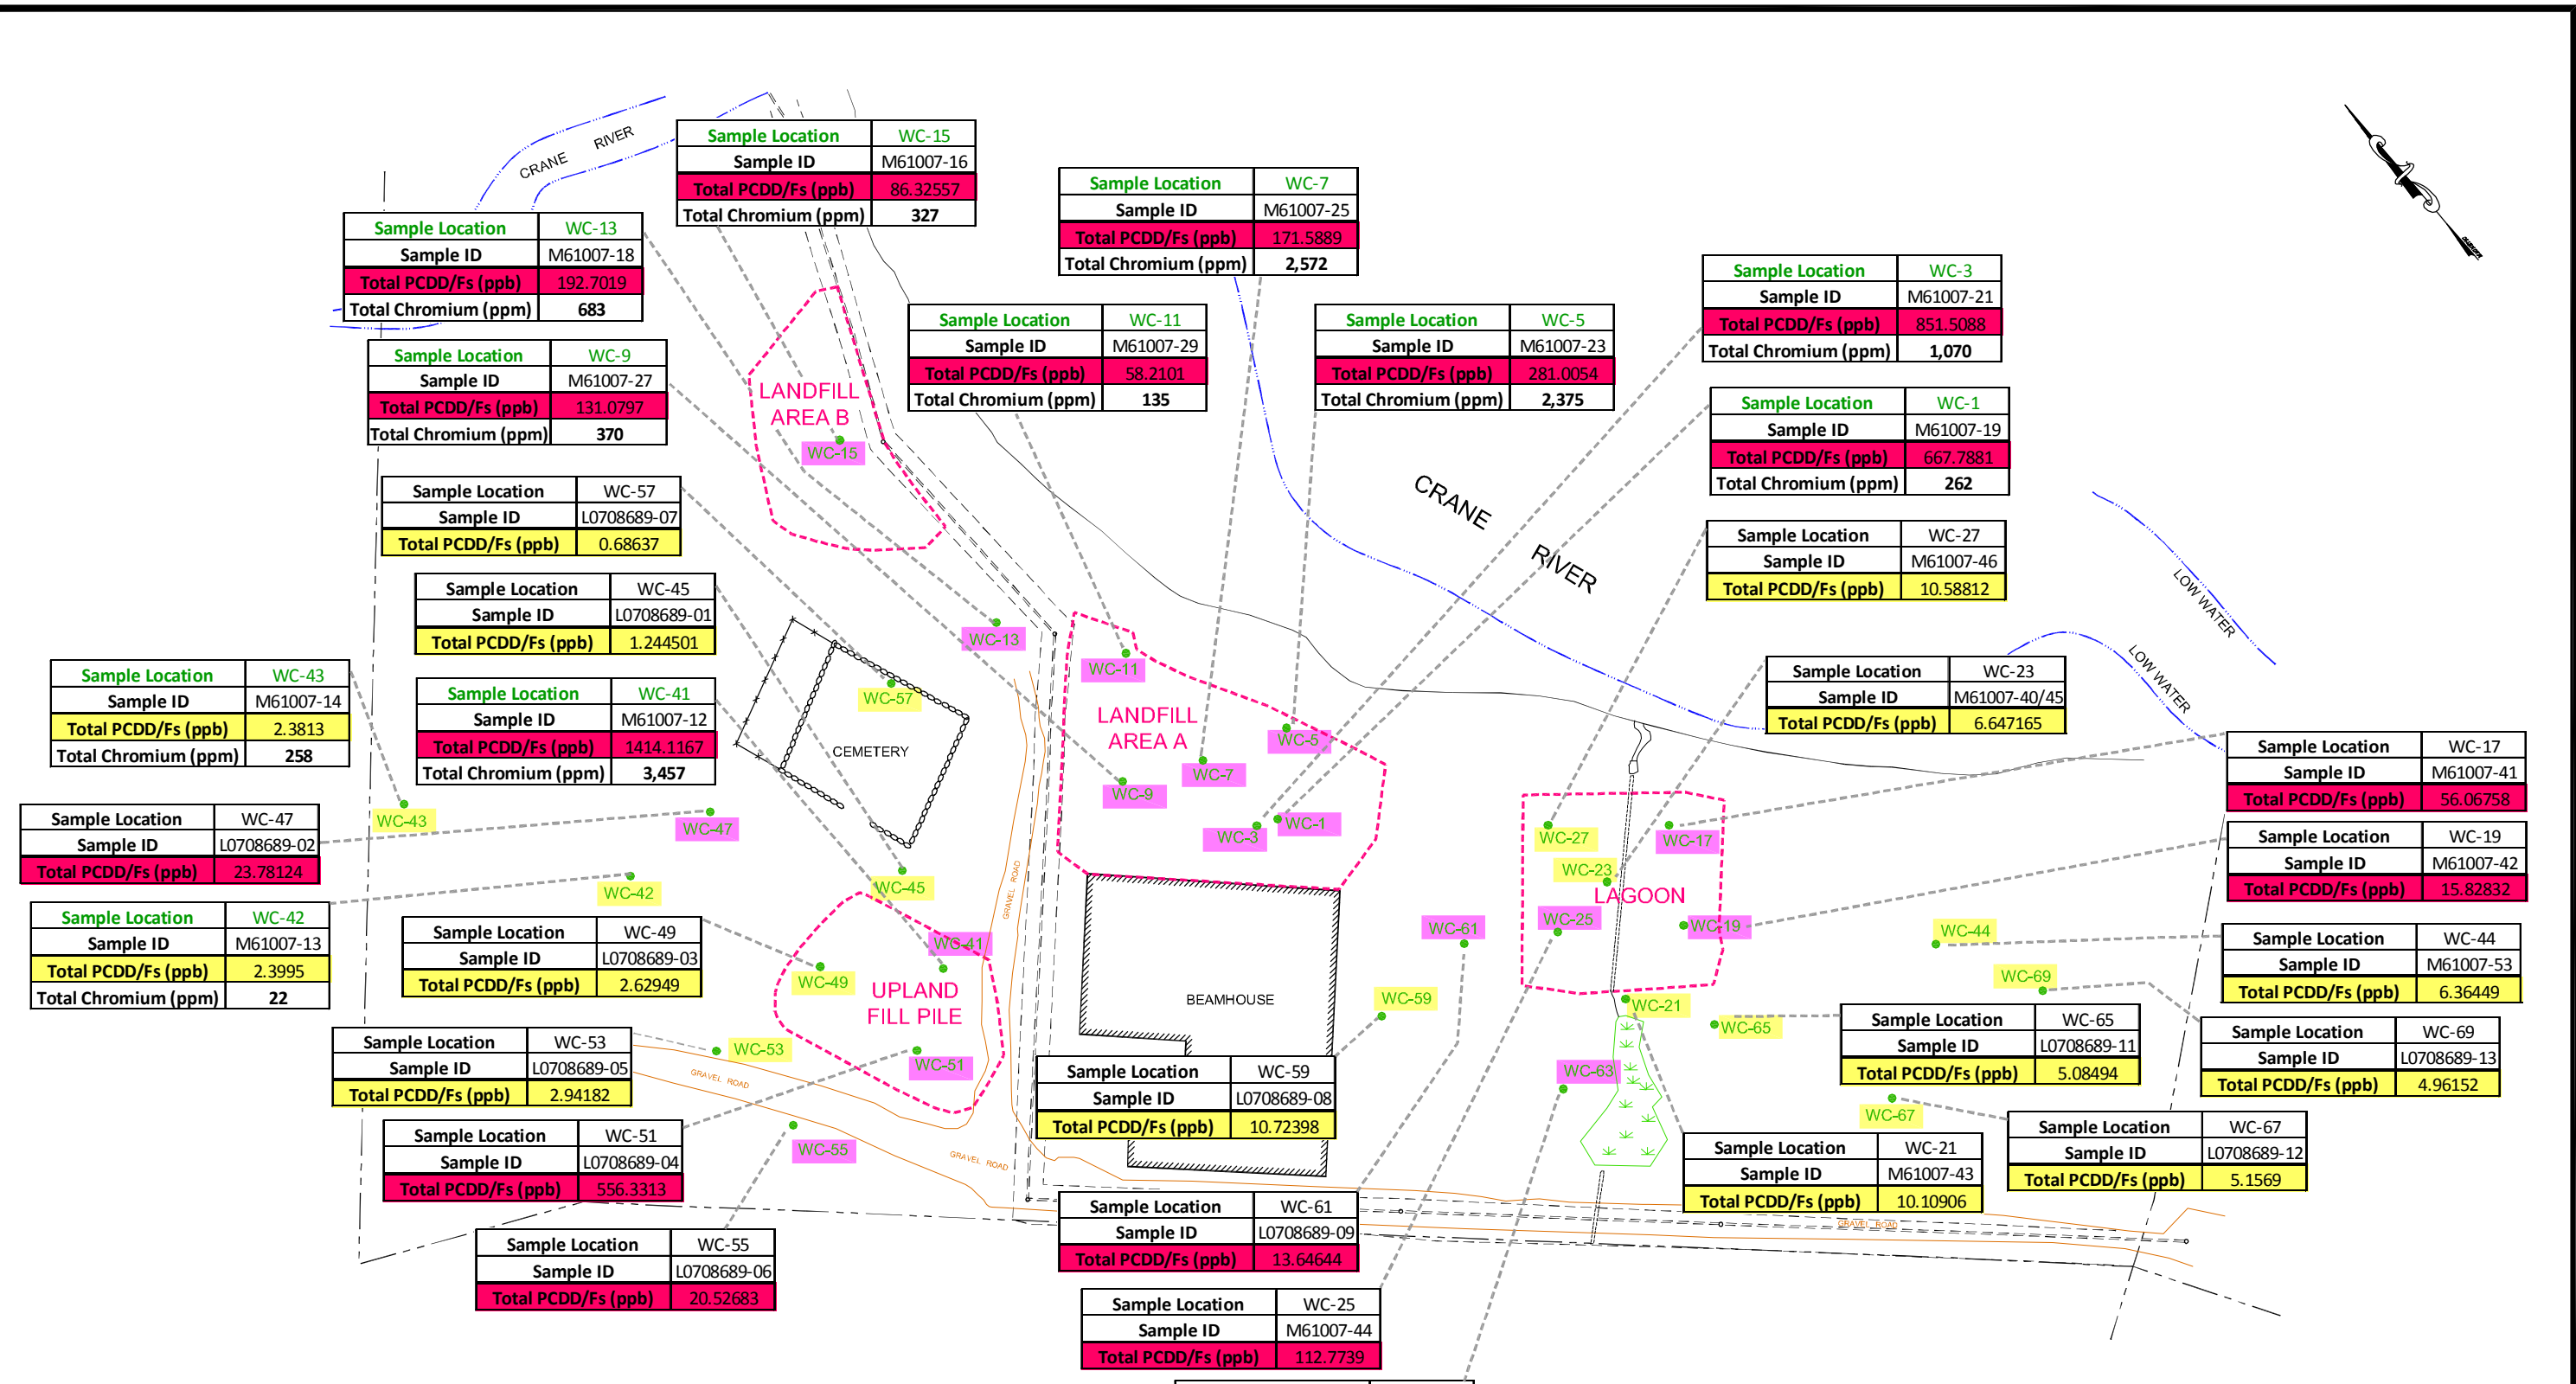 CRANE RIVER
Sample Location WC-15
Sample ID M61007-16
Total PCDD/Fs (ppb) 86.32557
Total Chromium (ppm) 327
Sample Location WC-7
Sample ID M61007-25
Total PCDD/Fs (ppb) 171.5889
Total Chromium (ppm) 2,572
Sample Location WC-13
Sample ID M61007-18
Total PCDD/Fs (ppb) 192.7019
Total Chromium (ppm) 683
Sample Location WC-3
Sample ID M61007-21
Total PCDD/Fs (ppb) 851.5088
Total Chromium (ppm) 1,070
Sample Location WC-11
Sample ID M61007-29
Total PCDD/Fs (ppb) 58.2101
Total Chromium (ppm) 135
Sample Location WC-5
Sample ID M61007-23
Total PCDD/Fs (ppb) 281.0054
Total Chromium (ppm) 2,375
Sample Location WC-9
Sample ID M61007-27
Total PCDD/Fs (ppb) 131.0797
Total Chromium (ppm) 370
LANDFILL
AREA B
WC-15
Sample Location WC-1
Sample ID M61007-19
Total PCDD/Fs (ppb) 667.7881
Total Chromium (ppm) 262
Sample Location WC-57
Sample ID L0708689-07
Total PCDD/Fs (ppb) 0.68637
CRANE
RIVER
Sample Location WC-27
Sample ID M61007-46
Total PCDD/Fs (ppb) 10.58812
LOW WATER
LOW WATER
Sample Location WC-45
Sample ID L0708689-01
Total PCDD/Fs (ppb) 1.244501
WC-13
WC-11
WC-57
CEMETERY
LANDFILL
AREA A
WC-5
WC-7
WC-9
WC-3
WC-1
Sample Location WC-23
Sample ID M61007-40/45
Total PCDD/Fs (ppb) 6.647165
Sample Location WC-43
Sample ID M61007-14
Total PCDD/Fs (ppb) 2.3813
Total Chromium (ppm) 258
Sample Location WC-41
Sample ID M61007-12
Total PCDD/Fs (ppb) 1414.1167
Total Chromium (ppm) 3,457
Sample Location WC-17
Sample ID M61007-41
Total PCDD/Fs (ppb) 56.06758
WC-43
WC-47
Sample Location WC-47
Sample ID L0708689-02
Total PCDD/Fs (ppb) 23.78124
WC-27
WC-17
WC-23
LAGOON
WC-25
WC-19
Sample Location WC-19
Sample ID M61007-42
Total PCDD/Fs (ppb) 15.82832
WC-42
WC-45
GRAVEL ROAD
Sample Location WC-42
Sample ID M61007-13
Total PCDD/Fs (ppb) 2.3995
Total Chromium (ppm) 22
Sample Location WC-49
Sample ID L0708689-03
Total PCDD/Fs (ppb) 2.62949
WC-41
WC-49
UPLAND
FILL PILE
BEAMHOUSE
WC-61
WC-59
WC-44
WC-69
Sample Location WC-44
Sample ID M61007-53
Total PCDD/Fs (ppb) 6.36449
WC-21
WC-65
Sample Location WC-65
Sample ID L0708689-11
Total PCDD/Fs (ppb) 5.08494
Sample Location WC-69
Sample ID L0708689-13
Total PCDD/Fs (ppb) 4.96152
Sample Location WC-53
Sample ID L0708689-05
Total PCDD/Fs (ppb) 2.94182
WC-53
WC-51
GRAVEL ROAD
Sample Location WC-59
Sample ID L0708689-08
Total PCDD/Fs (ppb) 10.72398
WC-63
WC-67
Sample Location WC-67
Sample ID L0708689-12
Total PCDD/Fs (ppb) 5.1569
Sample Location WC-51
Sample ID L0708689-04
Total PCDD/Fs (ppb) 556.3313
WC-55
GRAVEL ROAD
Sample Location WC-21
Sample ID M61007-43
Total PCDD/Fs (ppb) 10.10906
GRAVEL ROAD
Sample Location WC-61
Sample ID L0708689-09
Total PCDD/Fs (ppb) 13.64644
Sample Location WC-55
Sample ID L0708689-06
Total PCDD/Fs (ppb) 20.52683
Sample Location WC-25
Sample ID M61007-44
Total PCDD/Fs (ppb) 112.7739